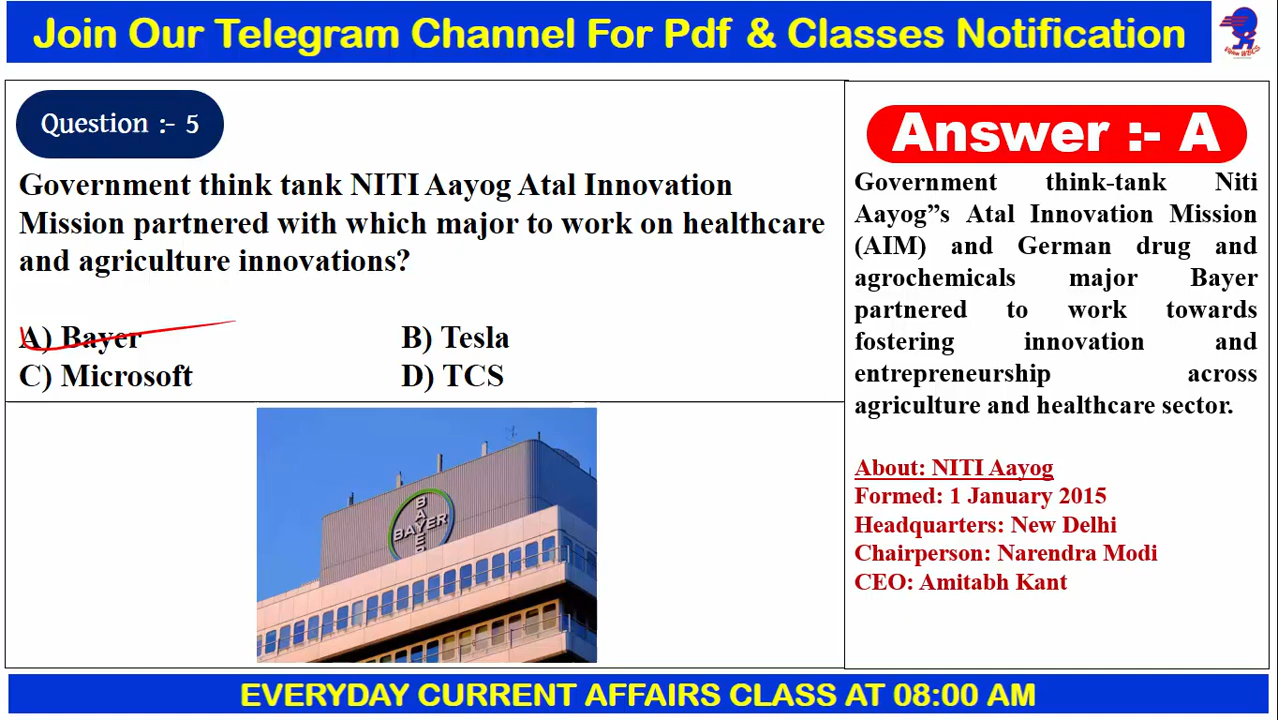 Join Our Telegram Channel For Pdf & Classes Notification
Question :- 5
Government think tank NITI Aayog Atal Innovation
Mission partnered with which major to work on healthcare
and agriculture innovations?
A) Bayer
B) Tesla
C) Microsoft
D) TCS
BAYER
BAYER
Answer :- A
Government think-tank Niti
Aayog”s Atal Innovation Mission
(AIM) and German drug and
agrochemicals major Bayer
partnered to work towards
fostering innovation and
entrepreneurship across
agriculture and healthcare sector.
About: NITI Aayog
Formed: 1 January 2015
Headquarters: New Delhi
Chairperson: Narendra Modi
CEO: Amitabh Kant
EVERYDAY CURRENT AFFAIRS CLASS AT 08:00 AM